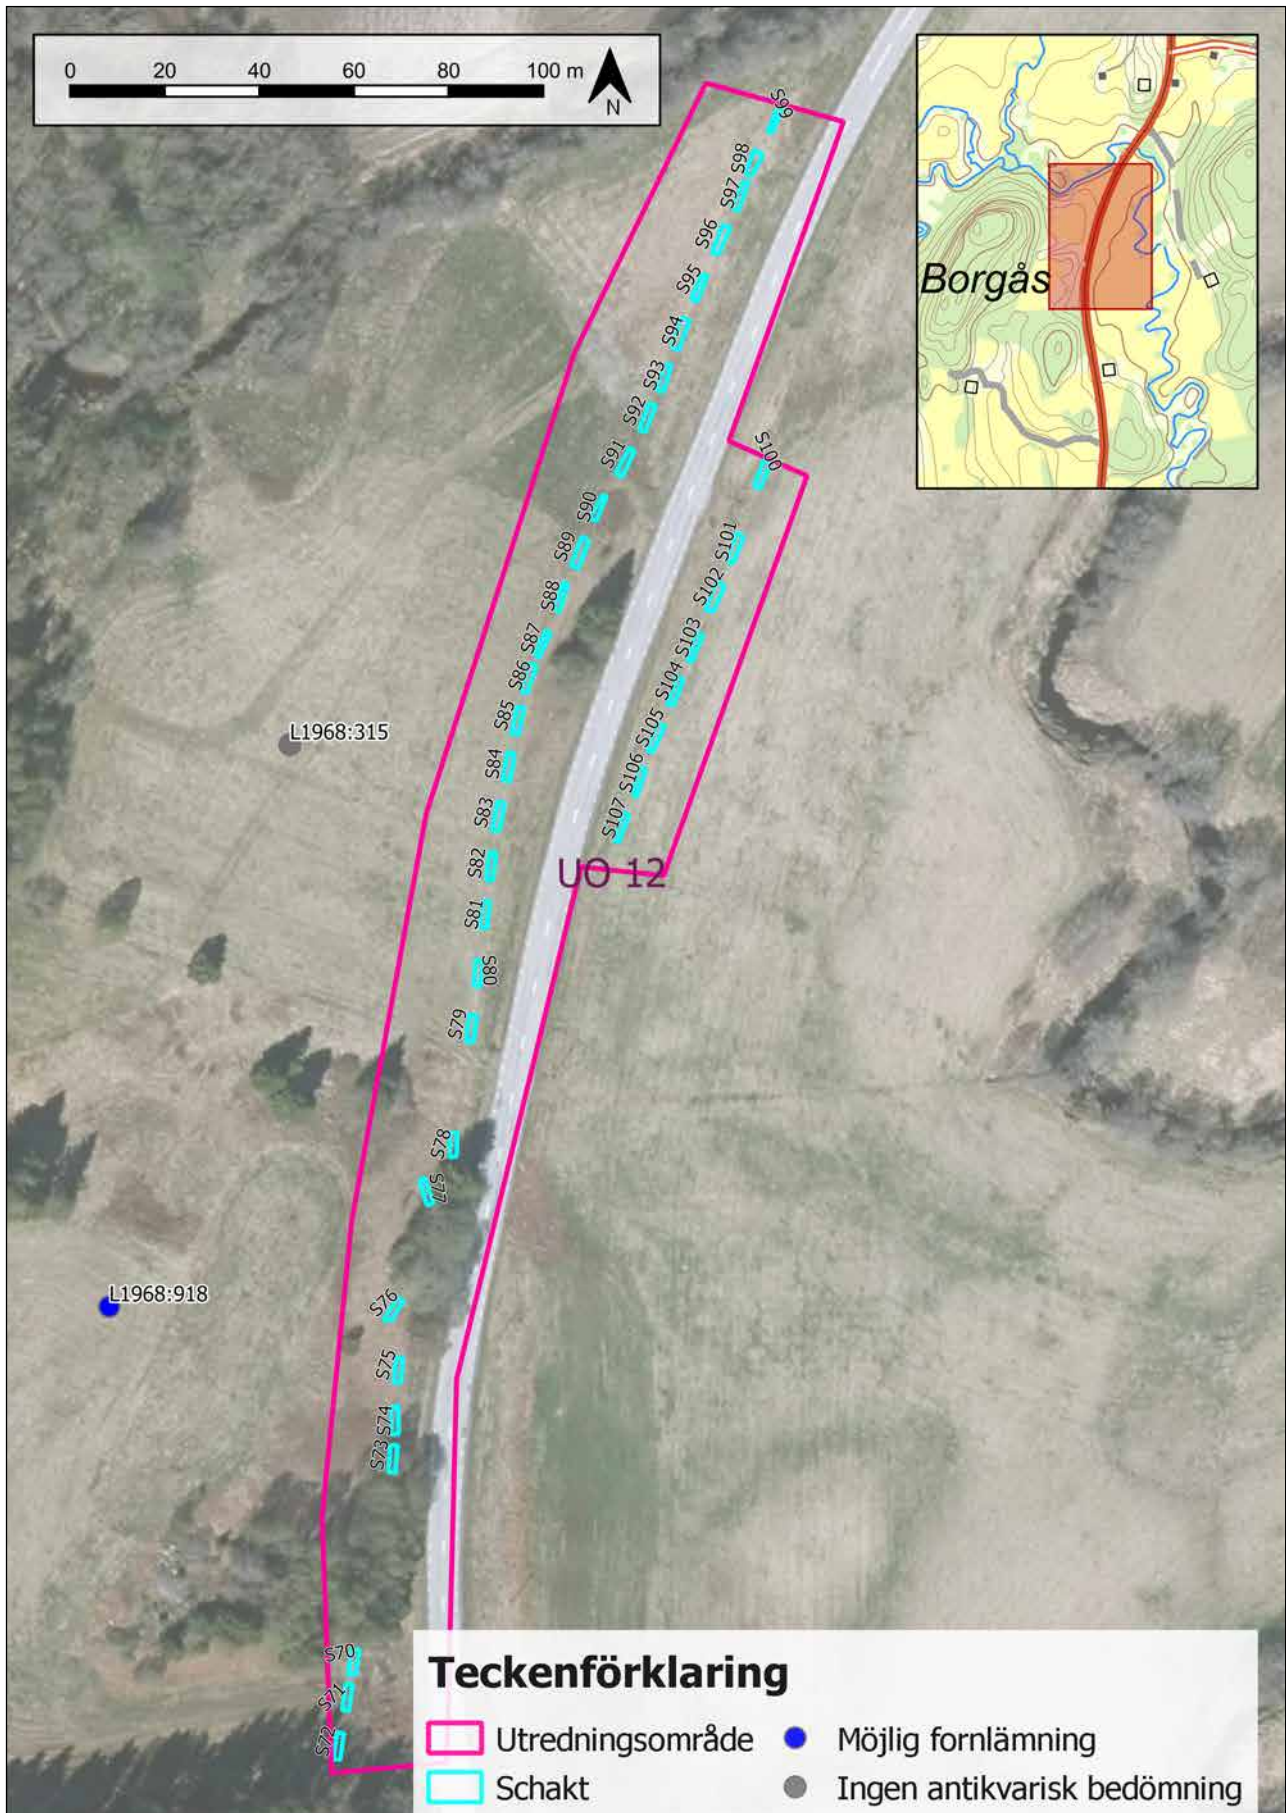 0 20 40 60 80 100 m
N
Borgås
S99
S98
S97
S96
S95
S94
S93
S92
S91
S100
S90
S101
S89
S102
S88
S103
S87
S86
S104
S85
S105
L1968:315
S84
S106
S83
S107
S82
UO 12
S81
S80
S79
S78
S77
L1968:918
S76
S75
S74
S73
S70
S71
S72
Teckenförklaring
Utredningsområde
Möjlig fornlämning
Schakt
Ingen antikvarisk bedömning